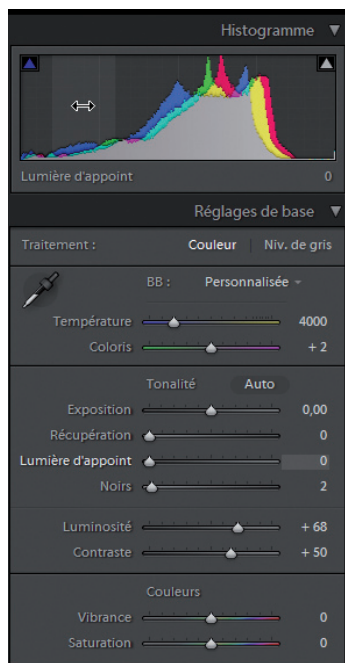 Histogramme
Lumière d'appoint 0
Réglages de base
Traitement : Couleur Niv. de gris
BB : Personnalisée
Température 4000
Coloris + 2
Tonalité Auto
Exposition 0,00
Récupération 0
Lumière d'appoint 0
Noirs 2
Luminosité + 68
Contraste + 50
Couleurs
Vibrance 0
Saturation 0